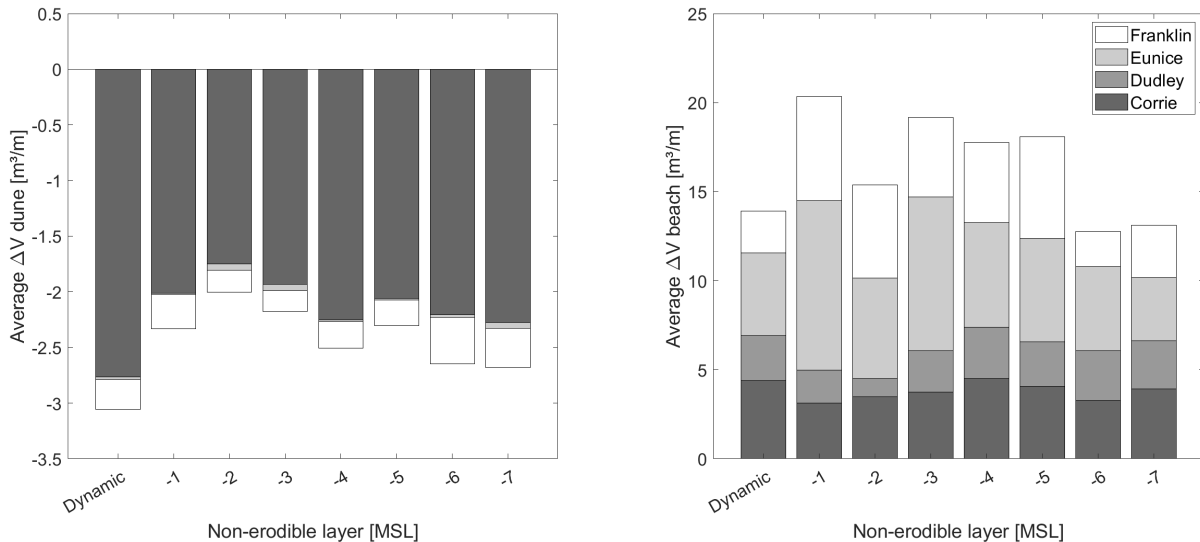 0.5
0
-0.5
-1
-1.5
-2
-2.5
-3
-3.5
Average ΔV dune [m³/m]
Dynamic
-1
-2
-3
-4
-5
-6
-7
Non-erodible layer [MSL]
25
20
15
10
5
0
Average ΔV beach [m³/m]
Franklin
Eunice
Dudley
Corrie
Dynamic
-1
-2
-3
-4
-5
-6
-7
Non-erodible layer [MSL]